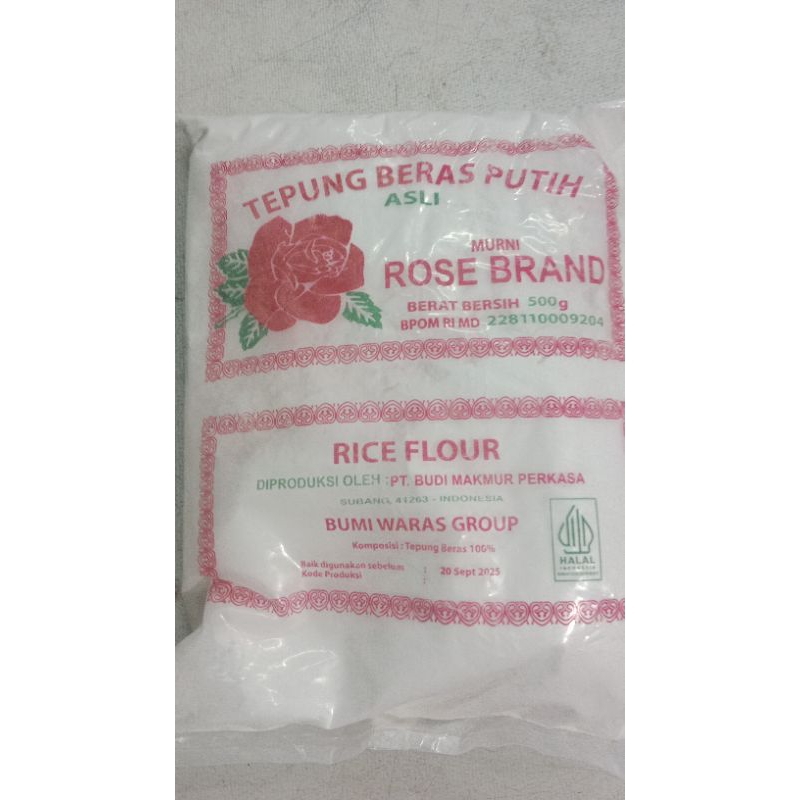 TEPUNG BERAS PUTIH
ASLI
MURNI
ROSE BRAND
BERAT BERSIH 500g
BPOM RI MD 228110009204
RICE FLOUR
DIPRODUKSI OLEH : PT. BUDI MAKMUR PERKASA
SUBANG, 41263 - INDONESIA
BUMI WARAS GROUP
Komposisi : Tepung Beras 100%
Baik digunakan sebelum : 20 Sept 2025
Kode Produksi :
HALAL
INDONESIA